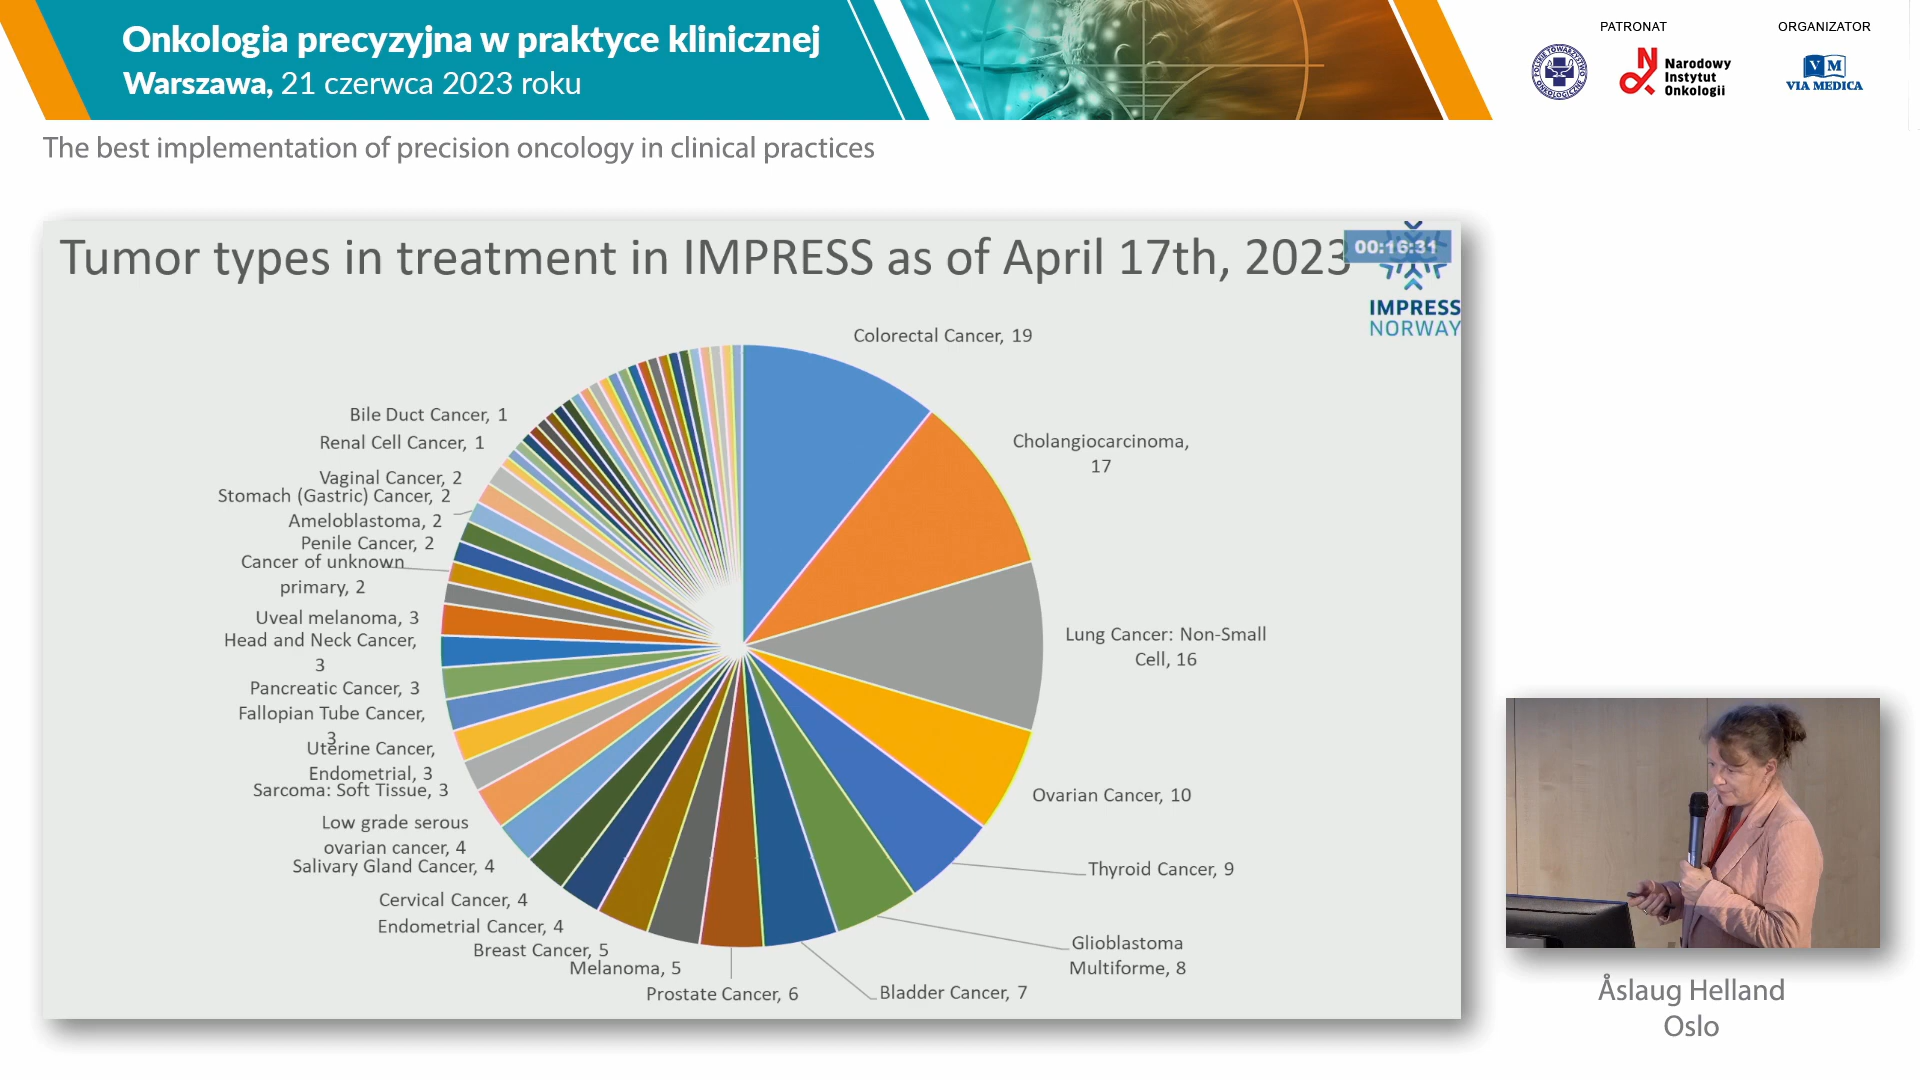 Onkologia precyzyjna w praktyce klinicznej
Warszawa, 21 czerwca 2023 roku
PATRONAT
ORGANIZATOR
POLSKIE TOWARZYSTWO ONKOLOGICZNE
Narodowy
Instytut
Onkologii
VM
VIA MEDICA
The best implementation of precision oncology in clinical practices
Tumor types in treatment in IMPRESS as of April 17th, 2023
00:16:31
IMPRESS
NORWAY
Colorectal Cancer, 19
Cholangiocarcinoma,
17
Lung Cancer: Non-Small
Cell, 16
Ovarian Cancer, 10
Thyroid Cancer, 9
Glioblastoma
Multiforme, 8
Bladder Cancer, 7
Prostate Cancer, 6
Melanoma, 5
Breast Cancer, 5
Endometrial Cancer, 4
Cervical Cancer, 4
Salivary Gland Cancer, 4
Low grade serous
ovarian cancer, 4
Sarcoma: Soft Tissue, 3
Uterine Cancer,
Endometrial, 3
Fallopian Tube Cancer,
3
Pancreatic Cancer, 3
Head and Neck Cancer,
3
Uveal melanoma, 3
Cancer of unknown
primary, 2
Penile Cancer, 2
Ameloblastoma, 2
Stomach (Gastric) Cancer, 2
Vaginal Cancer, 2
Renal Cell Cancer, 1
Bile Duct Cancer, 1
Åslaug Helland
Oslo